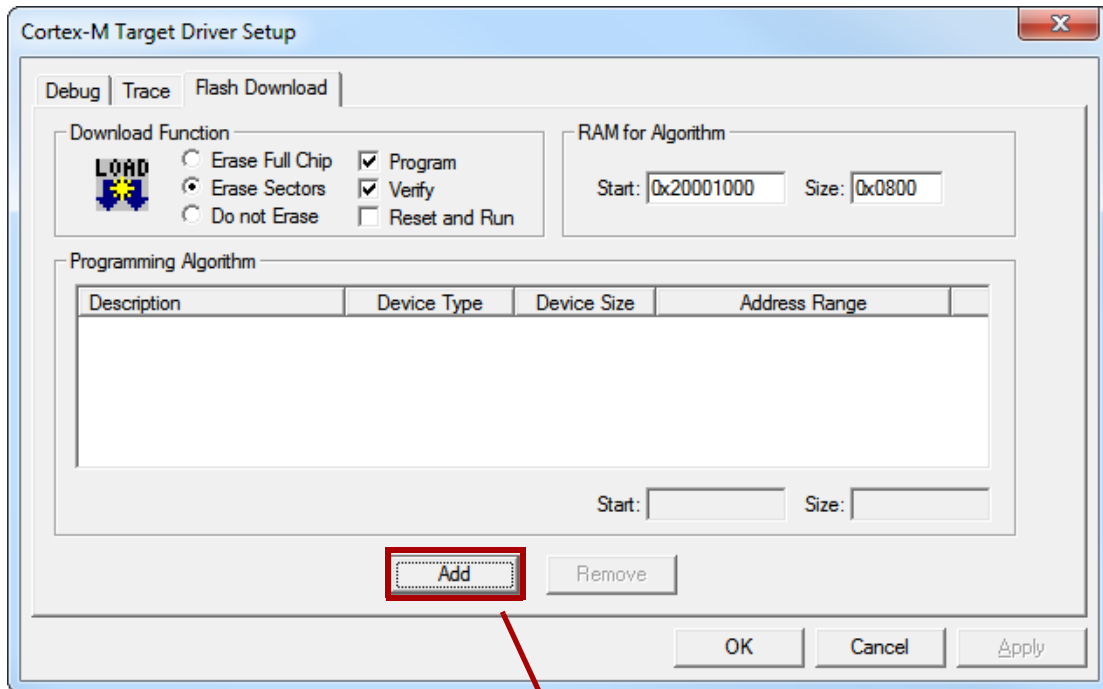 Cortex-M Target Driver Setup
Debug Trace Flash Download
Download Function
LOAD
Erase Full Chip
Erase Sectors
Do not Erase
Program
Verify
Reset and Run
RAM for Algorithm
Start: 0x20001000 Size: 0x0800
Programming Algorithm
Description Device Type Device Size Address Range
Start: Size:
Add Remove
OK Cancel Apply